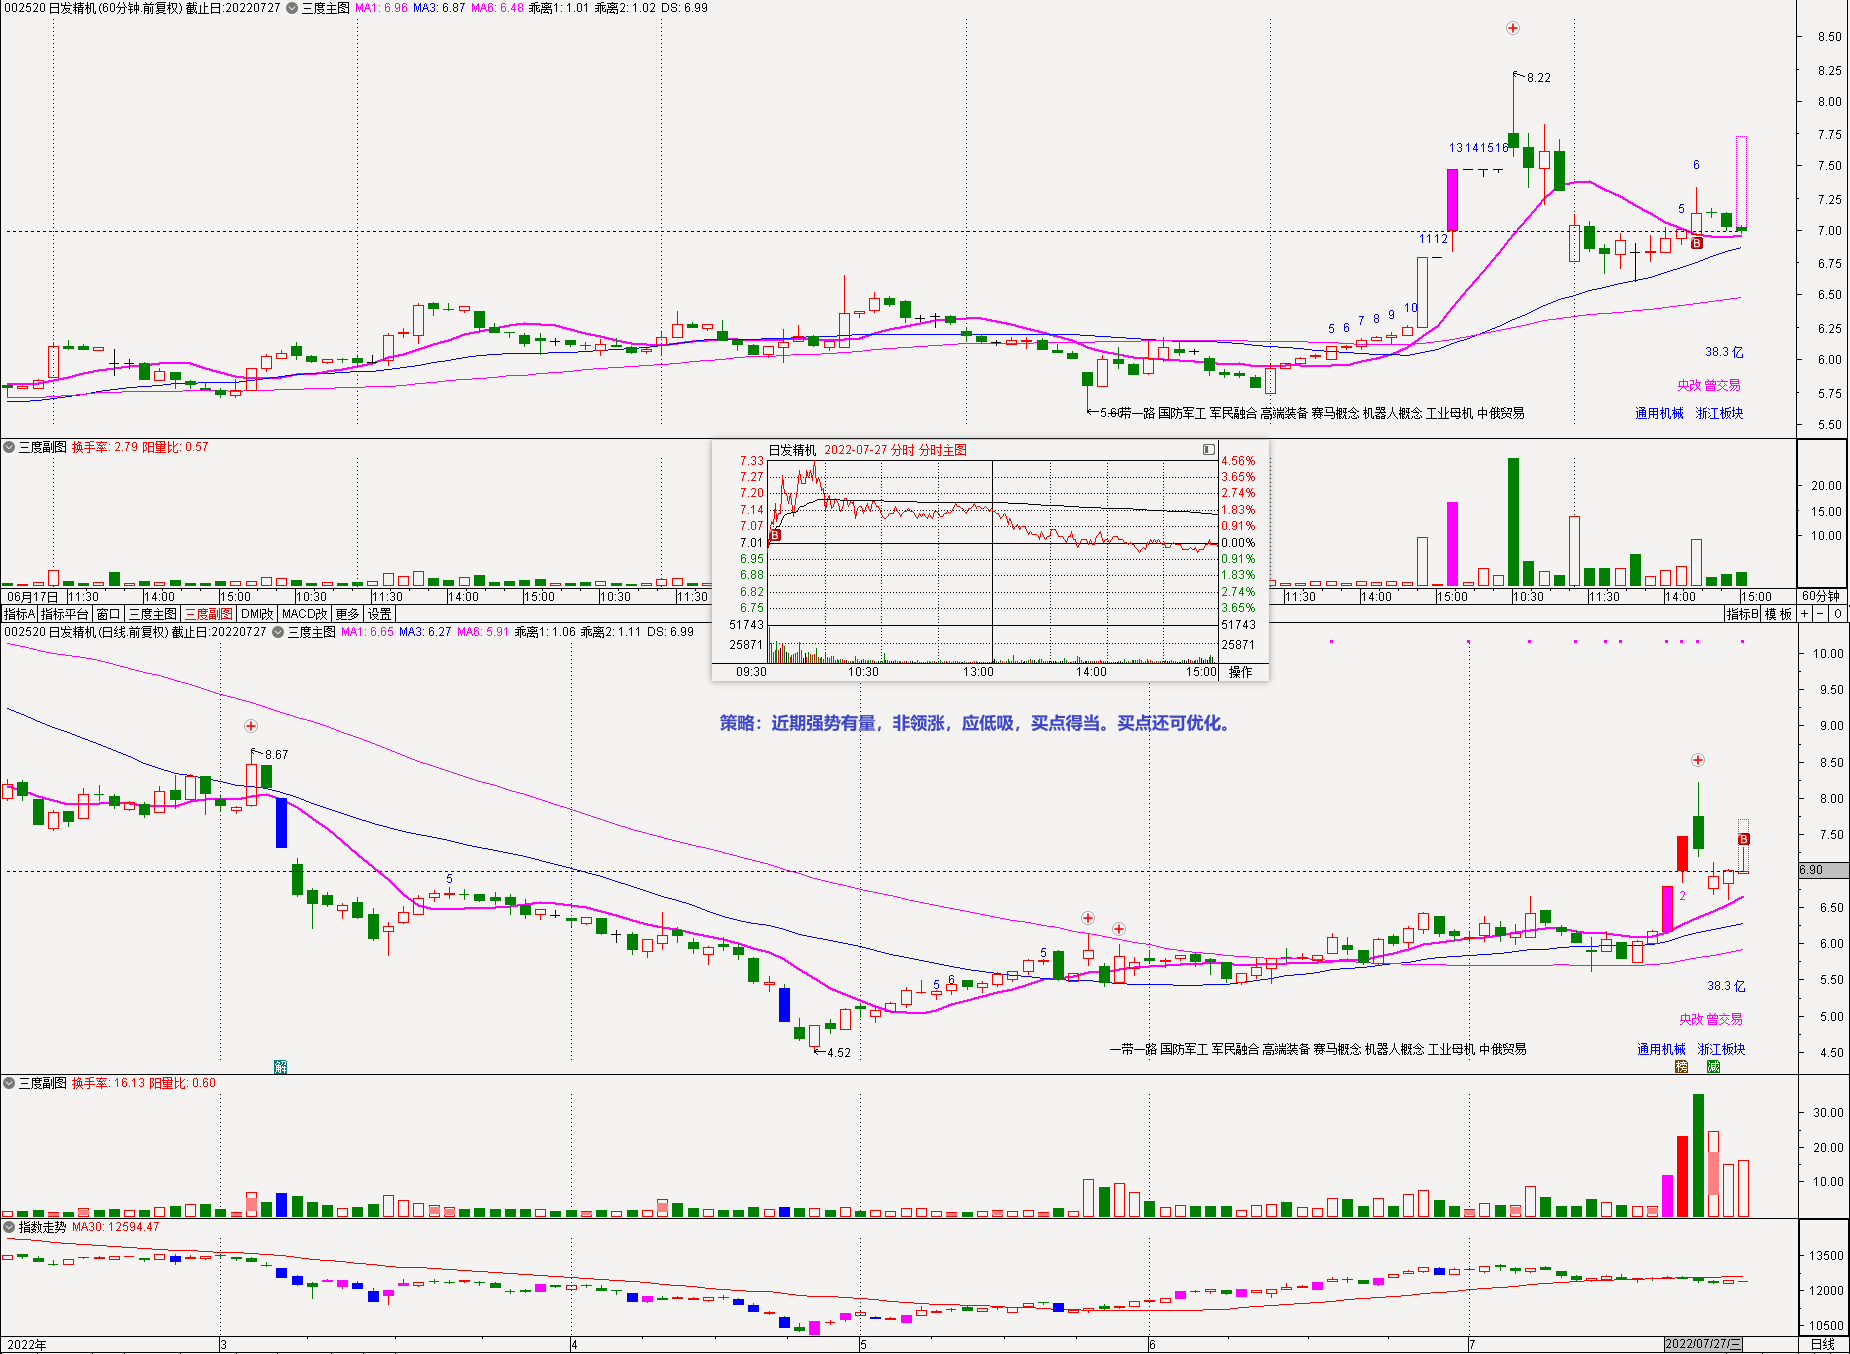 002520 日发精机(60分钟.前复权) 截止日:20220727 三度主图 MA1: 6.96 MA3: 6.87 MA6: 6.48 乖离1: 1.01 乖离2: 1.02 DS: 6.99
8.50
8.25
8.00
7.75
7.50
7.25
7.00
6.75
6.50
6.25
6.00
5.75
5.50
8.22
13141516
6
5
B
1112
5 6 7 8 9 10
38.3 亿
央改 曾交易
通用机械 浙江板块
5.60
带一路 国防军工 军民融合 高端装备 赛马概念 机器人概念 工业母机 中俄贸易
三度副图 换手率: 2.79 阳量比: 0.57
20.00
15.00
10.00
06月17日 11:30 14:00 15:00 10:30 11:30 14:00 15:00 10:30 11:30
11:30 14:00 15:00 10:30 11:30 14:00 15:00 60分钟
日发精机 2022-07-27 分时 分时主图
7.33 4.56%
7.27 3.65%
7.20 2.74%
7.14 1.83%
7.07 0.91%
7.01 0.00%
6.95 0.91%
6.88 1.83%
6.82 2.74%
6.75 3.65%
51743 51743
25871 25871
B
09:30 10:30 13:00 14:00 15:00 操作
指标A 指标平台 窗口 三度主图 三度副图 DM改 MACD改 更多 设置
指标B 模板 + − 0
002520 日发精机(日线.前复权) 截止日:20220727 三度主图 MA1: 6.65 MA3: 6.27 MA6: 5.91 乖离1: 1.06 乖离2: 1.11 DS: 6.99
策略：近期强势有量，非领涨，应低吸，买点得当。买点还可优化。
10.00
9.50
9.00
8.50
8.00
7.50
6.90
6.50
6.00
5.50
5.00
4.50
8.67
5
5 6
5
2
B
4.52
38.3 亿
央改 曾交易
通用机械 浙江板块
一带一路 国防军工 军民融合 高端装备 赛马概念 机器人概念 工业母机 中俄贸易
解
榜
减
三度副图 换手率: 16.13 阳量比: 0.60
30.00
20.00
10.00
指数走势 MA30: 12594.47
13500
12000
10500
2022年 3 4 5 6 7 2022/07/27/三 日线